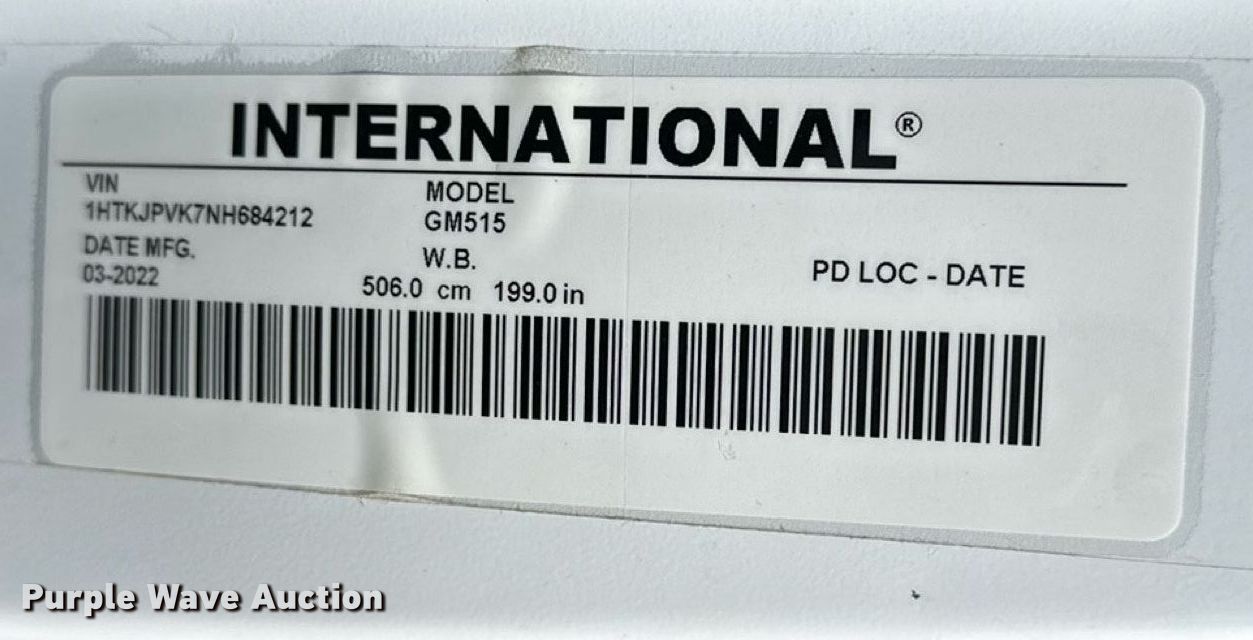 INTERNATIONAL®
VIN
1HTKJPVK7NH684212
MODEL
GM515
DATE MFG.
03-2022
W.B.
506.0 cm 199.0 in
PD LOC - DATE
Purple Wave Auction